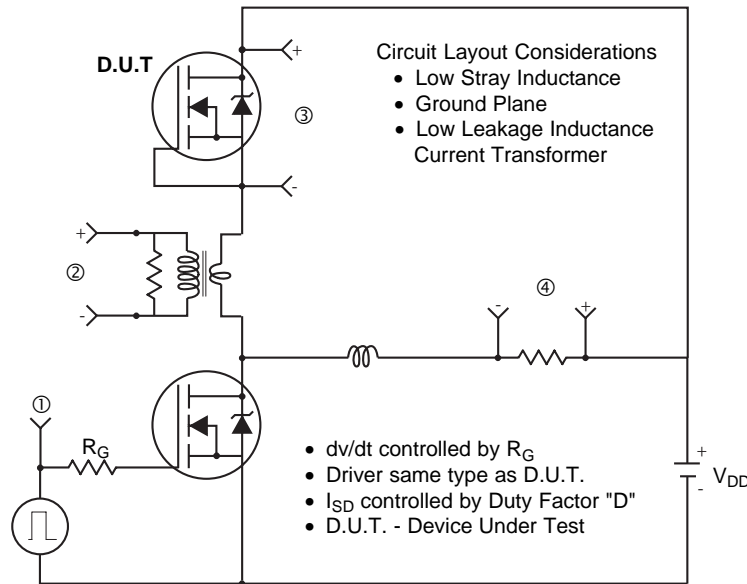 D.U.T
+
-
③
Circuit Layout Considerations
• Low Stray Inductance
• Ground Plane
• Low Leakage Inductance
Current Transformer
+
②
-
-
④
+
①
RG
• dv/dt controlled by RG
• Driver same type as D.U.T.
• ISD controlled by Duty Factor "D"
• D.U.T. - Device Under Test
+
VDD
-